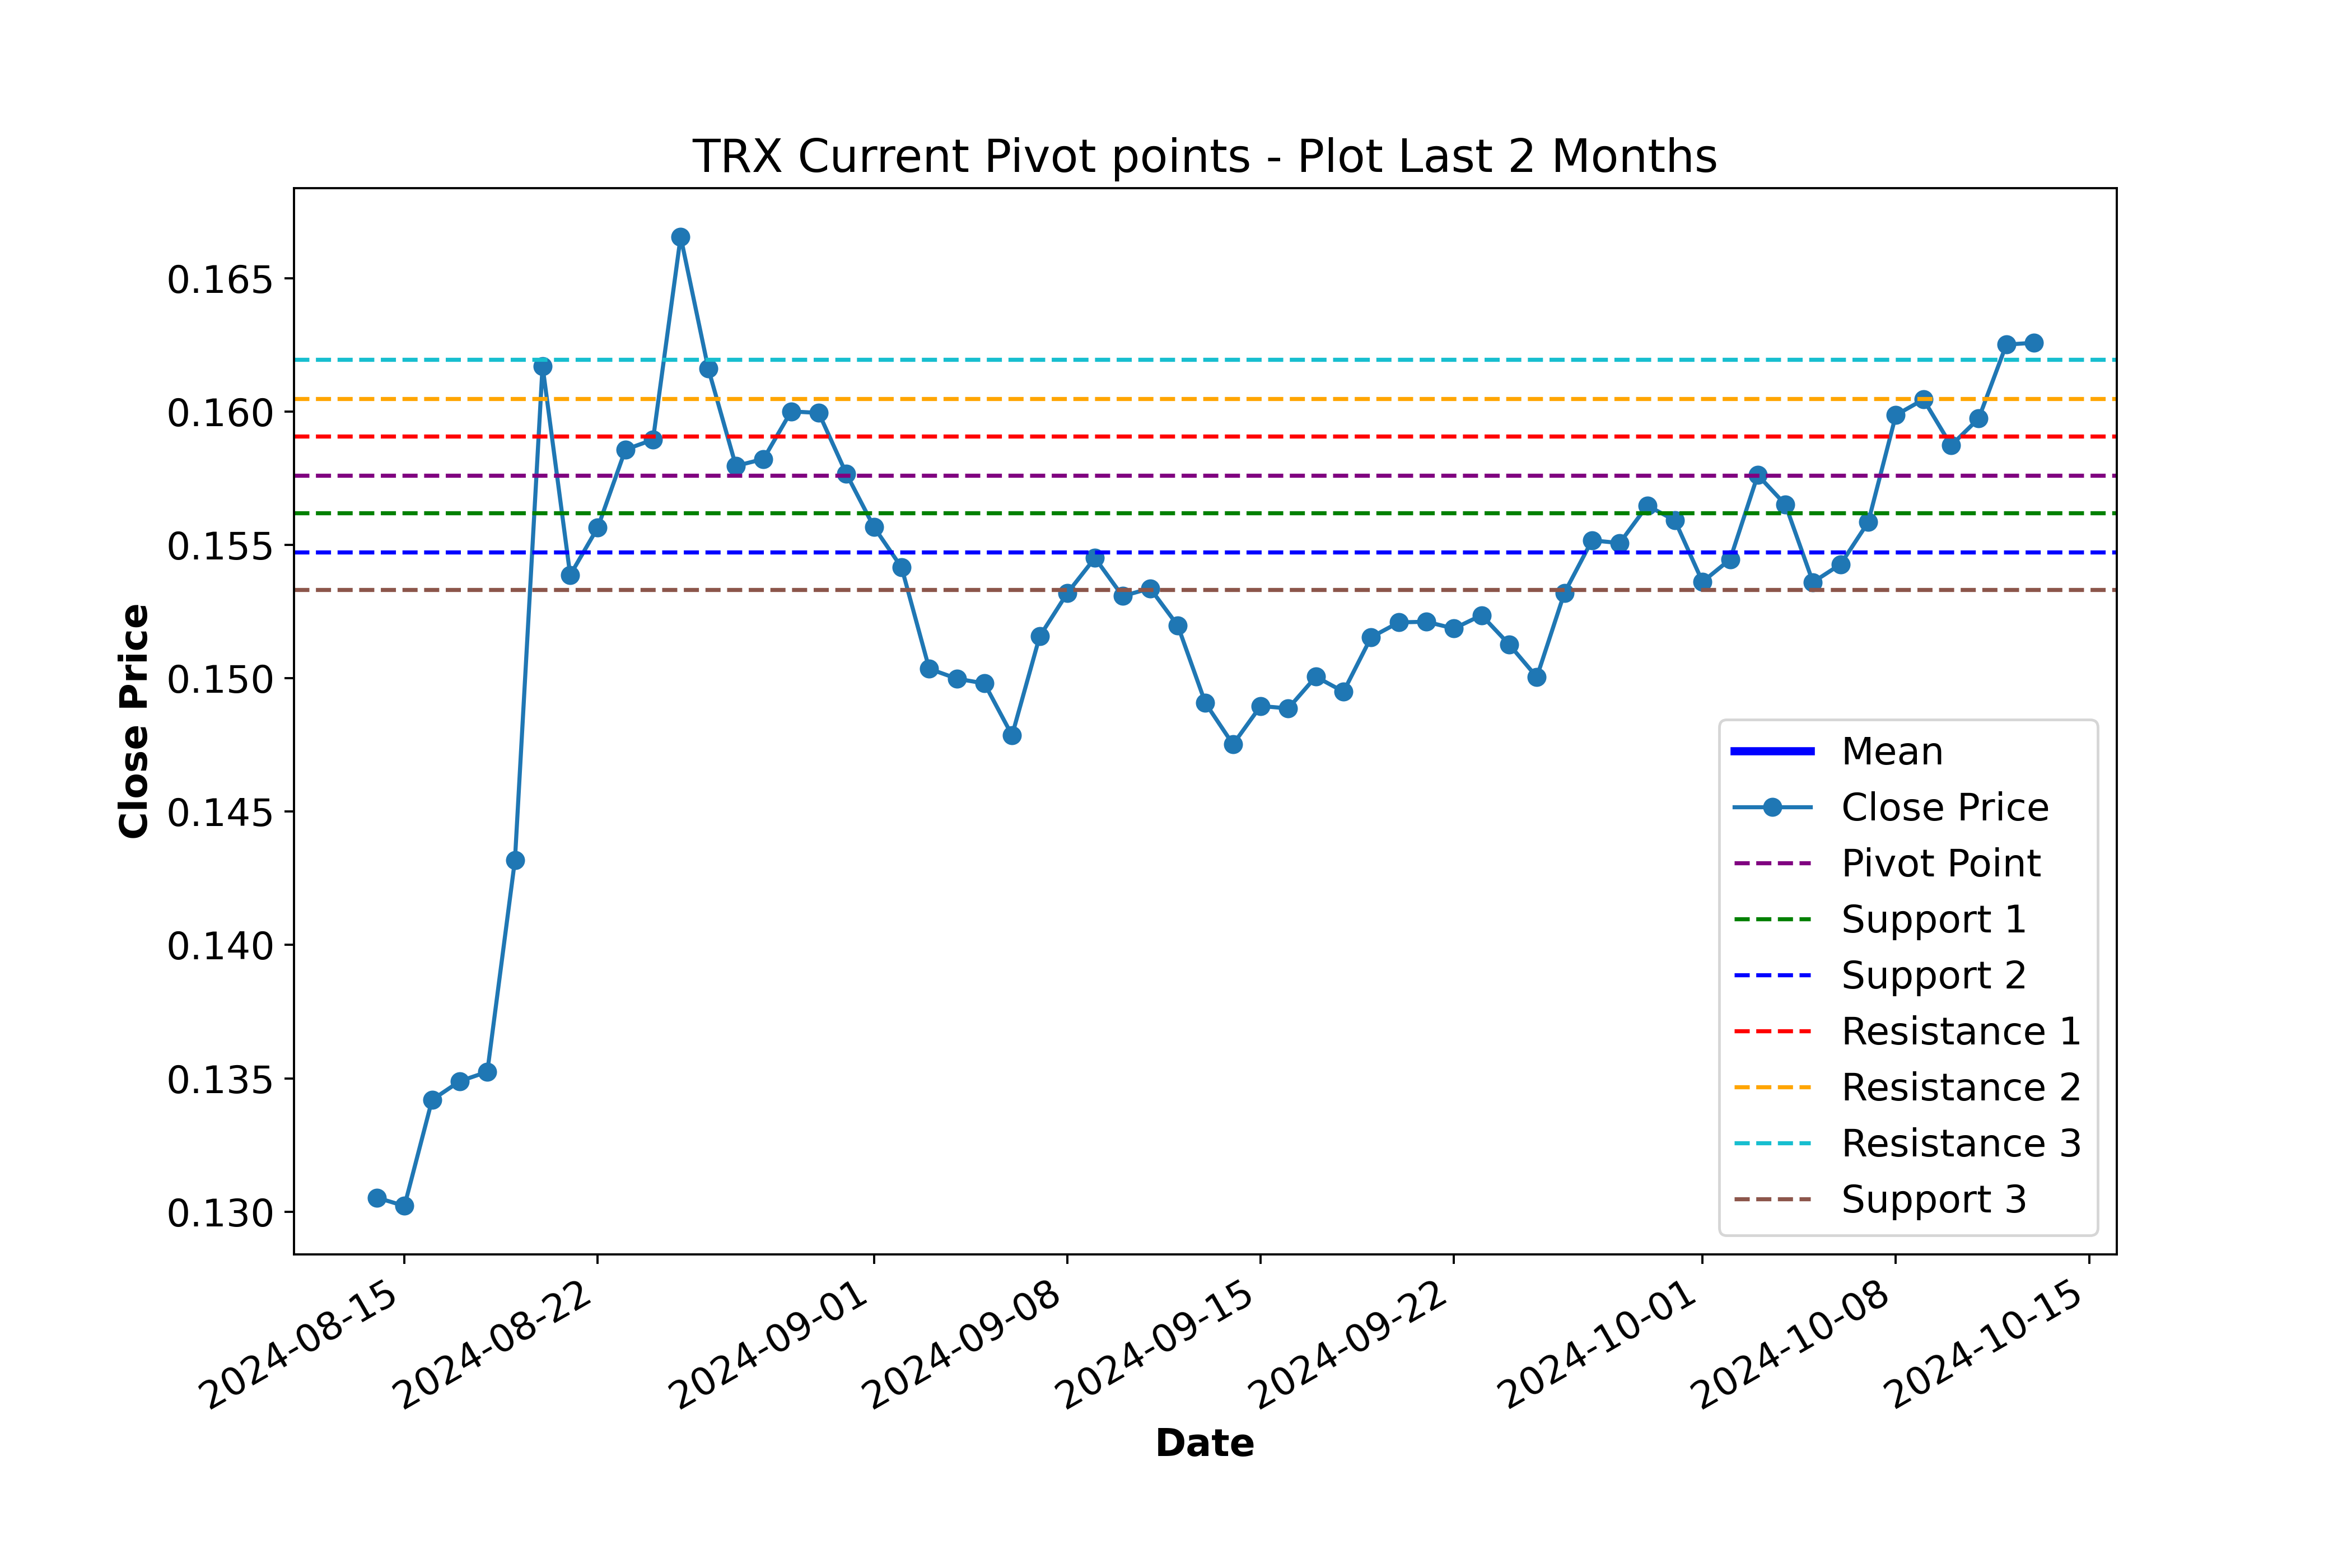 TRX Current Pivot points - Plot Last 2 Months
0.165
0.160
0.155
0.150
0.145
0.140
0.135
0.130
Close Price
Mean
Close Price
Pivot Point
Support 1
Support 2
Resistance 1
Resistance 2
Resistance 3
Support 3
2024-08-15
2024-08-22
2024-09-01
2024-09-08
2024-09-15
2024-09-22
2024-10-01
2024-10-08
2024-10-15
Date